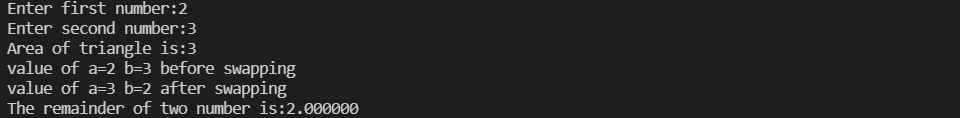 Enter first number:2
Enter second number:3
Area of triangle is:3
value of a=2 b=3 before swapping
value of a=3 b=2 after swapping
The remainder of two number is:2.000000